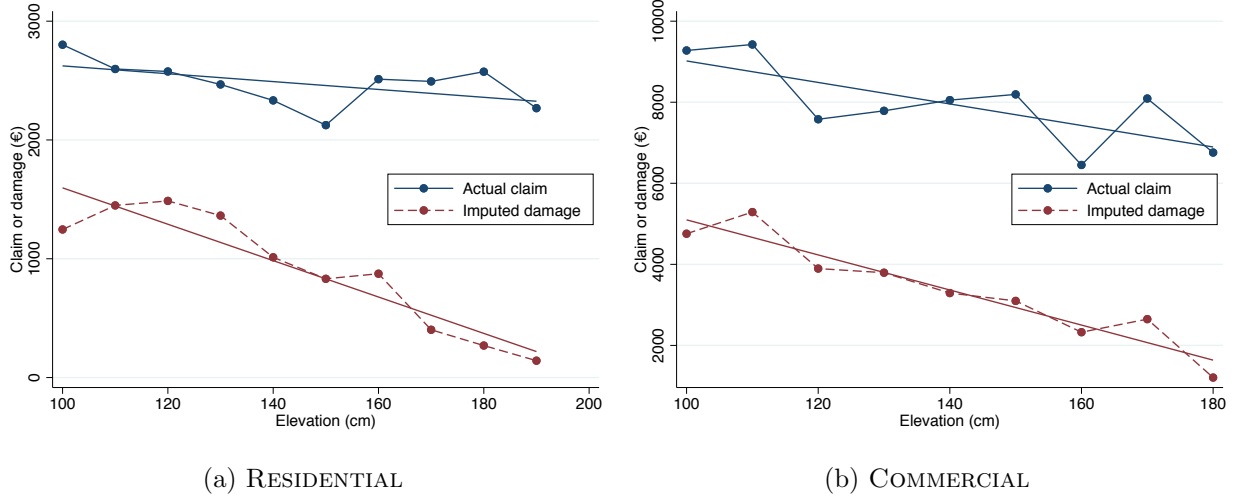 Claim or damage (€)
3000
2000
1000
0
Actual claim
Imputed damage
100 120 140 160 180 200
Elevation (cm)
(a) RESIDENTIAL
Claim or damage (€)
10000
8000
6000
4000
2000
Actual claim
Imputed damage
100 120 140 160 180
Elevation (cm)
(b) COMMERCIAL